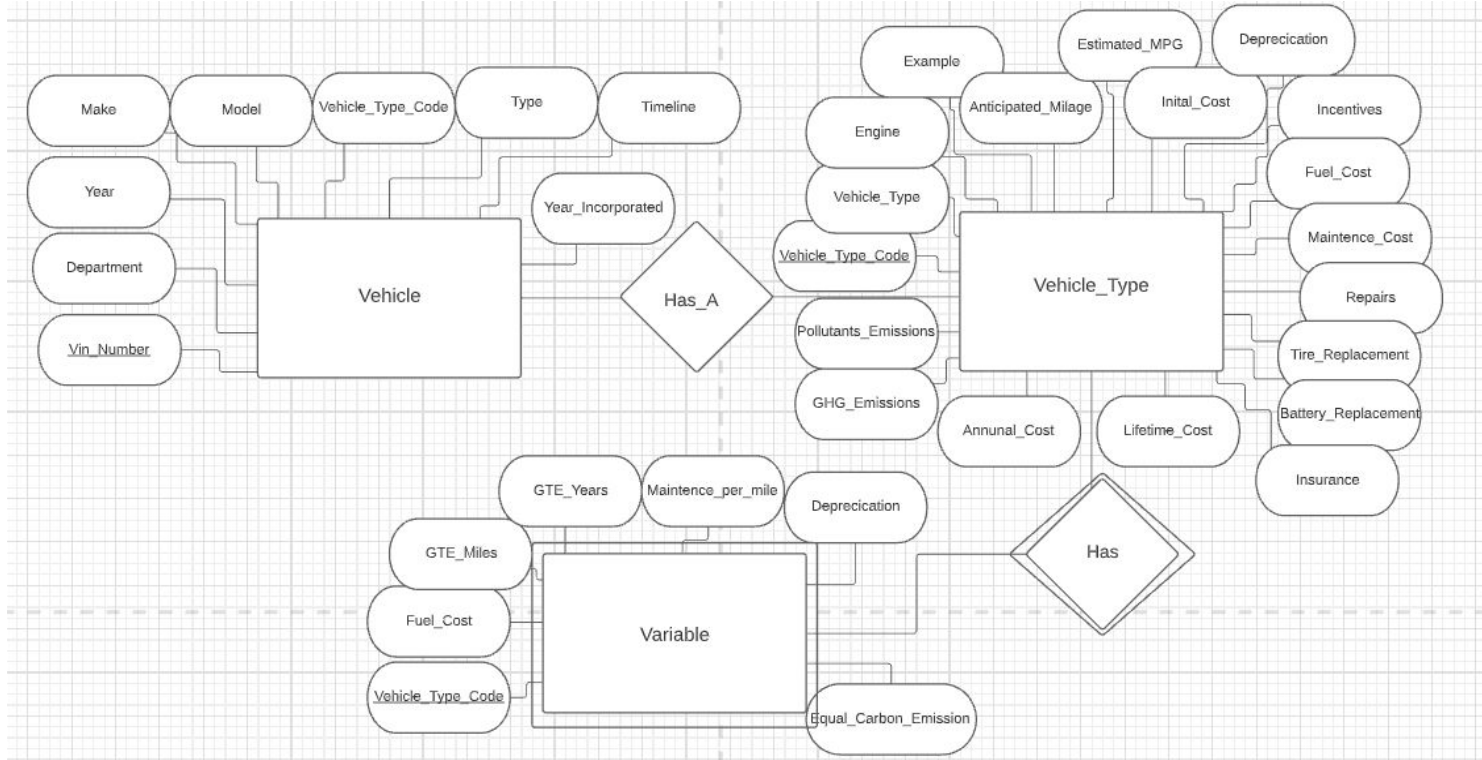 Example
Estimated_MPG
Deprecication
Make
Model
Vehicle_Type_Code
Type
Timeline
Anticipated_Milage
Inital_Cost
Incentives
Engine
Year
Year_Incorporated
Vehicle_Type
Fuel_Cost
Department
Vehicle_Type_Code
Maintence_Cost
Vehicle
Has_A
Vehicle_Type
Repairs
Vin_Number
Pollutants_Emissions
Tire_Replacement
GHG_Emissions
Annunal_Cost
Lifetime_Cost
Battery_Replacement
Insurance
GTE_Years
Maintence_per_mile
Deprecication
GTE_Miles
Has
Fuel_Cost
Variable
Vehicle_Type_Code
Equal_Carbon_Emission